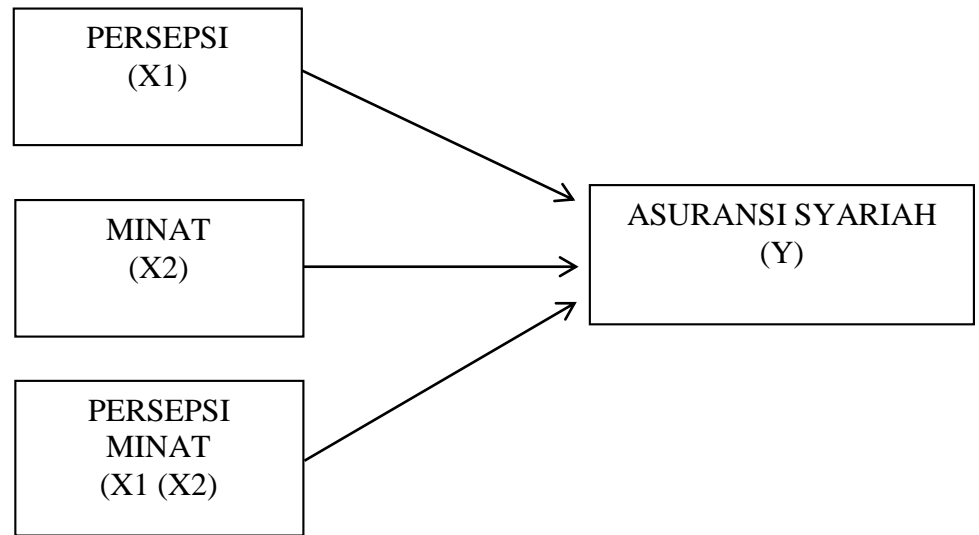 PERSEPSI
(X1)
MINAT
(X2)
PERSEPSI
MINAT
(X1 (X2)
ASURANSI SYARIAH
(Y)